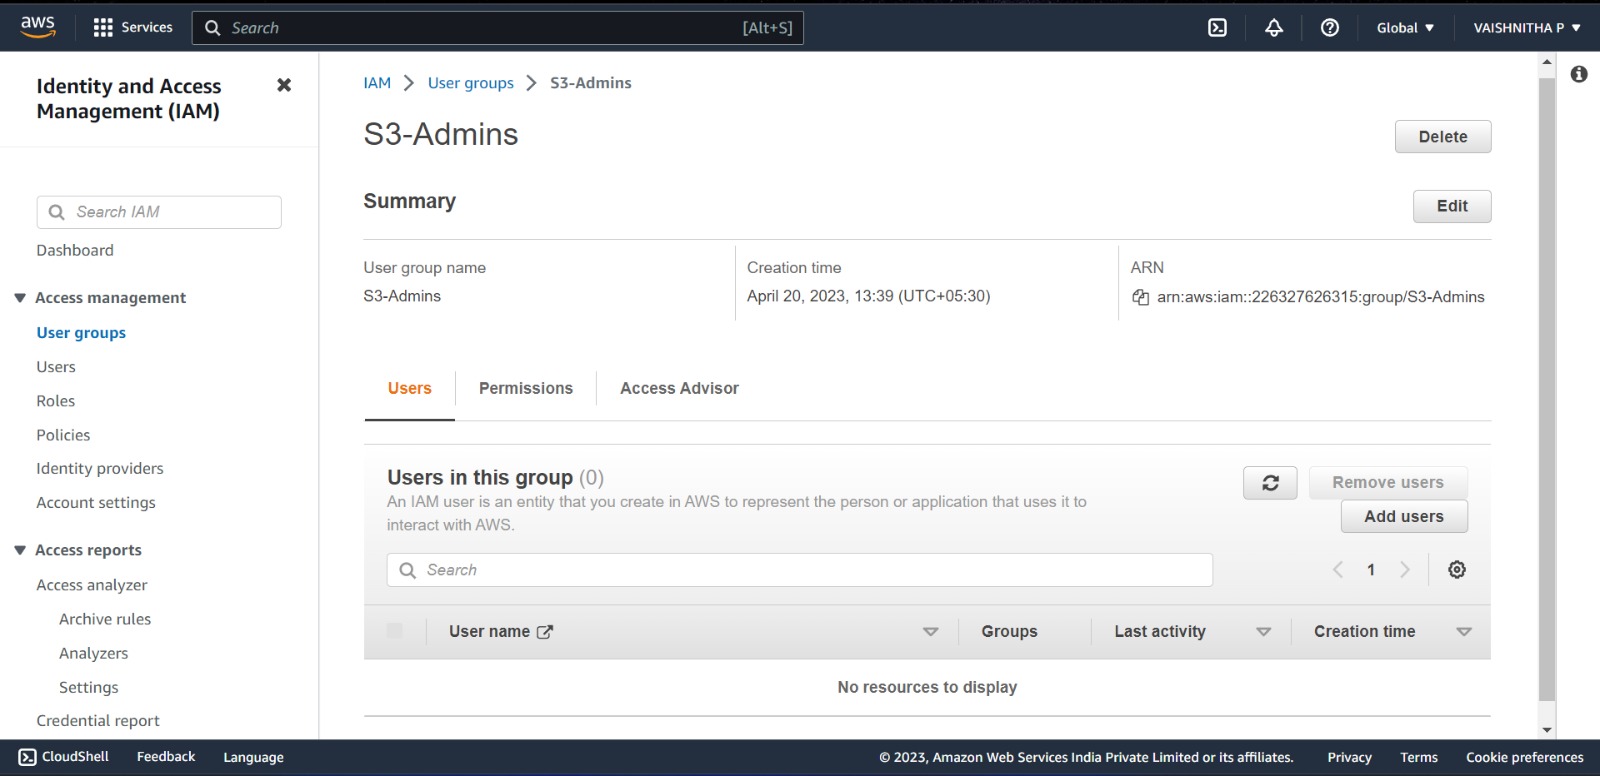 aws
Services
Search
[Alt+S]
Global
VAISHNITHA P
Identity and Access
Management (IAM)
Search IAM
Dashboard
Access management
User groups
Users
Roles
Policies
Identity providers
Account settings
Access reports
Access analyzer
Archive rules
Analyzers
Settings
Credential report
IAM > User groups > S3-Admins
S3-Admins
Delete
Summary
Edit
User group name
S3-Admins
Creation time
April 20, 2023, 13:39 (UTC+05:30)
ARN
arn:aws:iam::226327626315:group/S3-Admins
Users
Permissions
Access Advisor
Users in this group (0)
An IAM user is an entity that you create in AWS to represent the person or application that uses it to
interact with AWS.
Remove users
Add users
Search
1
User name
Groups
Last activity
Creation time
No resources to display
CloudShell
Feedback
Language
© 2023, Amazon Web Services India Private Limited or its affiliates.
Privacy
Terms
Cookie preferences